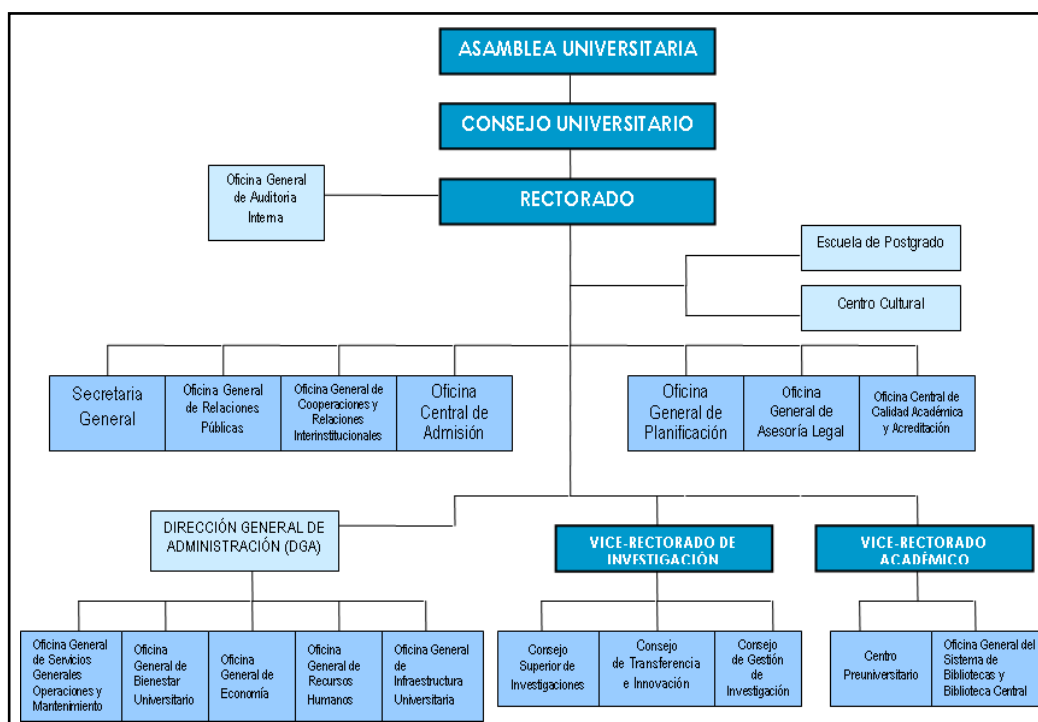 ASAMBLEA UNIVERSITARIA
CONSEJO UNIVERSITARIO
Oficina General
de Auditoria
Interna
RECTORADO
Escuela de Postgrado
Centro Cultural
Secretaria
General
Oficina General
de Relaciones
Públicas
Oficina General de
Cooperaciones y
Relaciones
Interinstitucionales
Oficina
Central de
Admisión
Oficina
General de
Planificación
Oficina
General de
Asesoría Legal
Oficina Central de
Calidad Académica
y Acreditación
DIRECCIÓN GENERAL DE
ADMINISTRACIÓN (DGA)
VICE-RECTORADO DE
INVESTIGACIÓN
VICE-RECTORADO
ACADÉMICO
Oficina General
de Servicios
Generales
Operaciones y
Mantenimiento
Oficina
General de
Bienestar
Universitario
Oficina
General de
Economía
Oficina
General de
Recursos
Humanos
Oficina General
de
Infraestructura
Universitaria
Consejo
Superior de
Investigaciones
Consejo
de Transferencia
e Innovación
Consejo
de Gestión
de
Investigación
Centro
Preuniversitario
Oficina General del
Sistema de
Bibliotecas y
Biblioteca Central